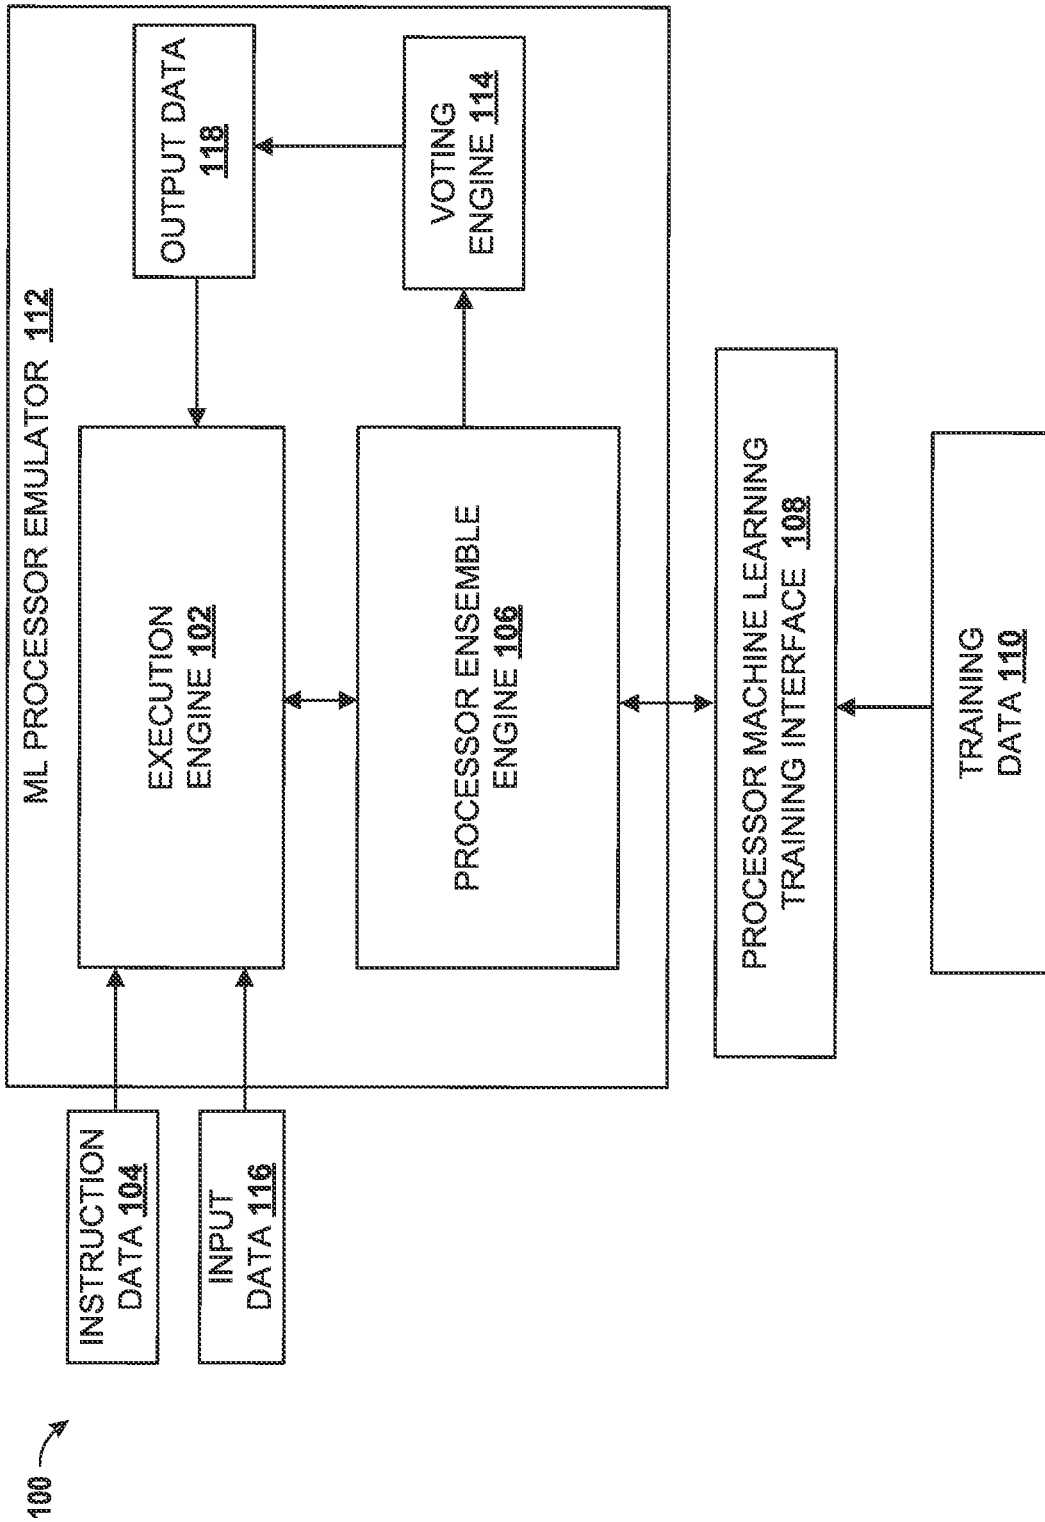 100
ML PROCESSOR EMULATOR 112
INSTRUCTION
DATA 104
INPUT
DATA 116
EXECUTION
ENGINE 102
OUTPUT DATA
118
PROCESSOR ENSEMBLE
ENGINE 106
VOTING
ENGINE 114
PROCESSOR MACHINE LEARNING
TRAINING INTERFACE 108
TRAINING
DATA 110